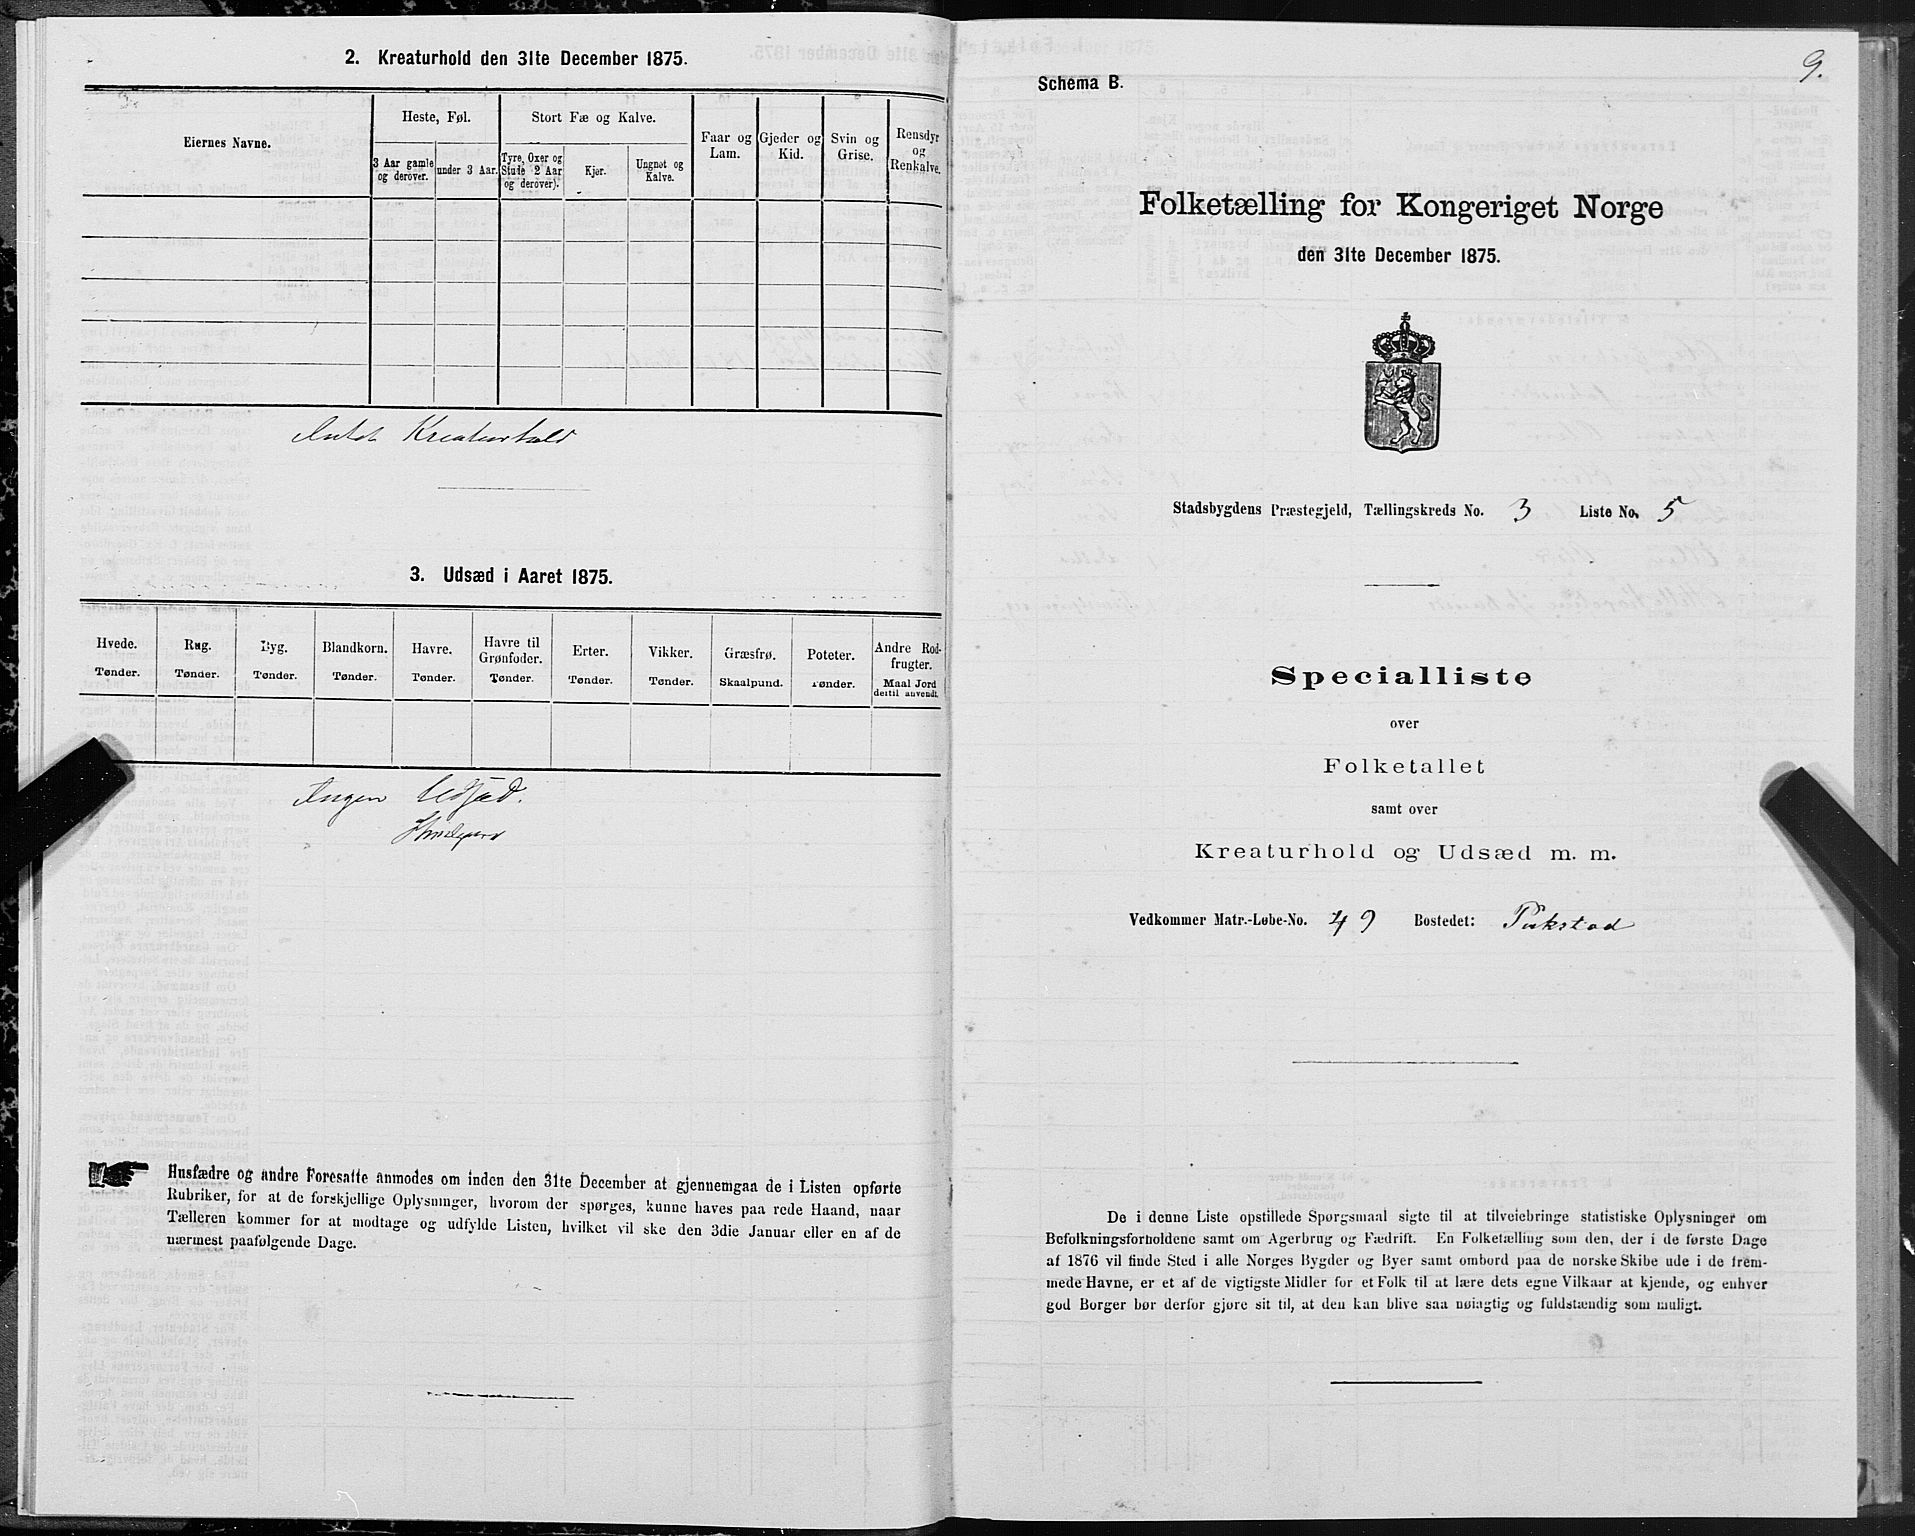 2. Kreaturhold den 31te December 1875.
Eiernes Navne.
Heste, Føl.
3 Aar gamle og derover.
under 3 Aar.
Stort Fæ og Kalve.
Tyre, Oxer og Stude (2 Aar og derover).
Kjør.
Ungnøt og Kalve.
Faar og Lam.
Gjeder og Kid.
Svin og Grise.
Rensdyr og Renkalve.
Intet Kreaturhold
3. Udsæd i Aaret 1875.
Hvede. Tønder.
Rug. Tønder.
Byg. Tønder.
Blandkorn. Tønder.
Havre. Tønder.
Havre til Grønfoder. Tønder.
Erter. Tønder.
Vikker. Tønder.
Græsfrø. Skaalpund.
Poteter. Tønder.
Andre Rodfrugter. Maal Jord dertil anvendt.
Ingen Udsæd.
Husfædre og andre Foresatte anmodes om inden den 31te December at gjennemgaa de i Listen opførte
Rubriker, for at de forskjellige Oplysninger, hvorom der spørges, kunne haves paa rede Haand, naar
Tælleren kommer for at modtage og udfylde Listen, hvilket vil ske den 3die Januar eller en af de
nærmest paafølgende Dage.
9.
Schema B.
Folketælling for Kongeriget Norge
den 31te December 1875.
Stadsbygdens Præstegjeld, Tællingskreds No. 3 Liste No. 5
Specialliste
over
Folketallet
samt over
Kreaturhold og Udsæd m. m.
Vedkommer Matr.-Løbe-No. 49 Bostedet: Pukstad
De i denne Liste opstillede Spørgsmaal sigte til at tilveiebringe statistiske Oplysninger om
Befolkningsforholdene samt om Agerbrug og Fædrift. En Folketælling som den, der i de første Dage
af 1876 vil finde Sted i alle Norges Bygder og Byer samt ombord paa de norske Skibe ude i de frem-
mede Havne, er et af de vigtigste Midler for et Folk til at lære dets egne Vilkaar at kjende, og enhver
god Borger bør derfor gjøre sit til, at den kan blive saa nøiagtig og fuldstændig som muligt.